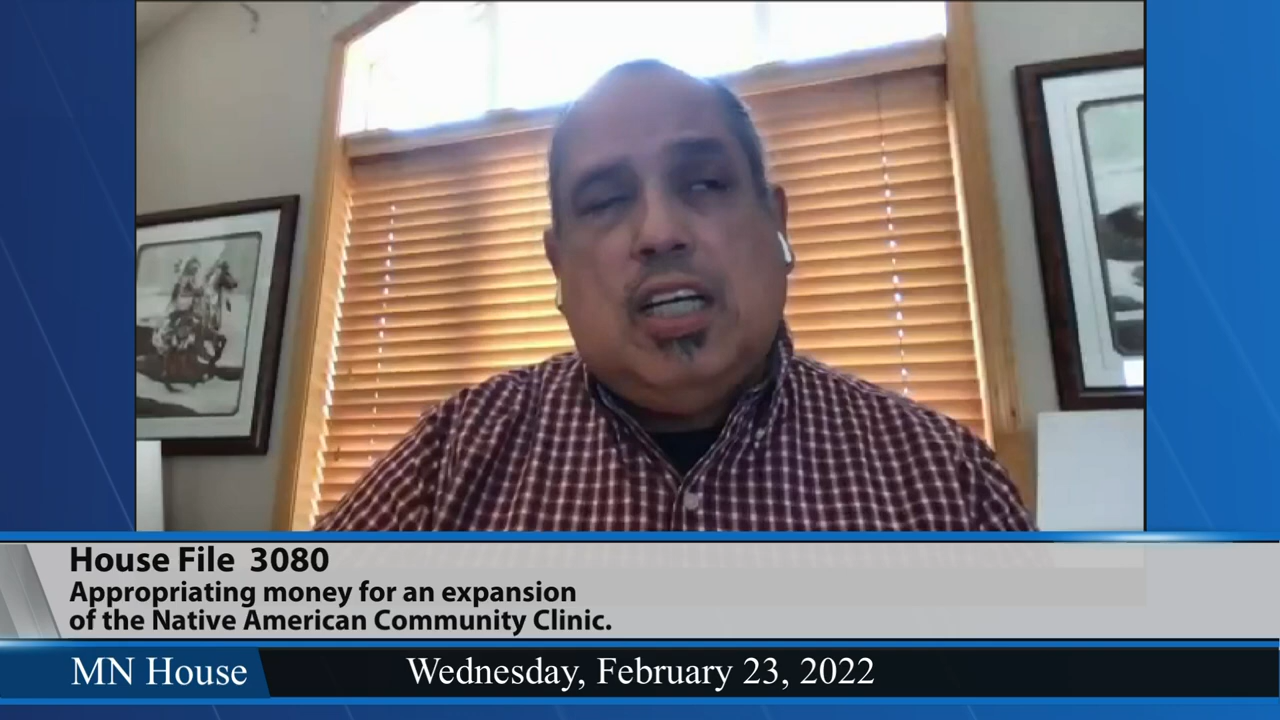 House File 3080
Appropriating money for an expansion
of the Native American Community Clinic.
MN House
Wednesday, February 23, 2022